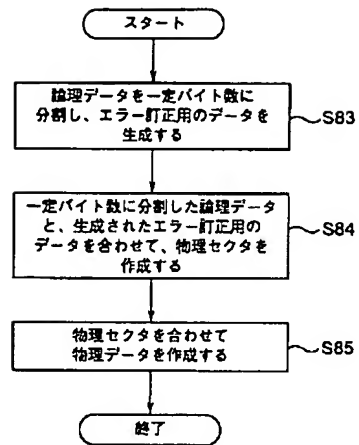 スタート
論理データを一定バイト数に
分割し、エラー訂正用のデータを
生成する
S83
一定バイト数に分割した論理データ
と、生成されたエラー訂正用の
データを合わせて、物理セクタを
作成する
S84
物理セクタを合わせて
物理データを作成する
S85
終了